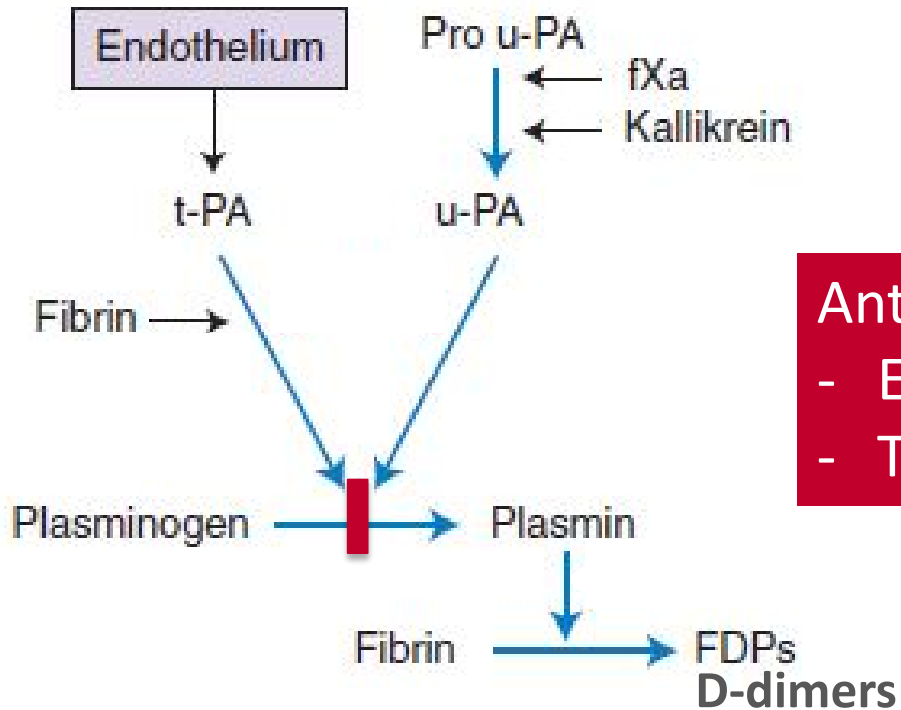 Endothelium
Pro u-PA
fXa
Kallikrein
t-PA
u-PA
Fibrin
Ant
- E
- T
Plasminogen
Plasmin
Fibrin
FDPs
D-dimers